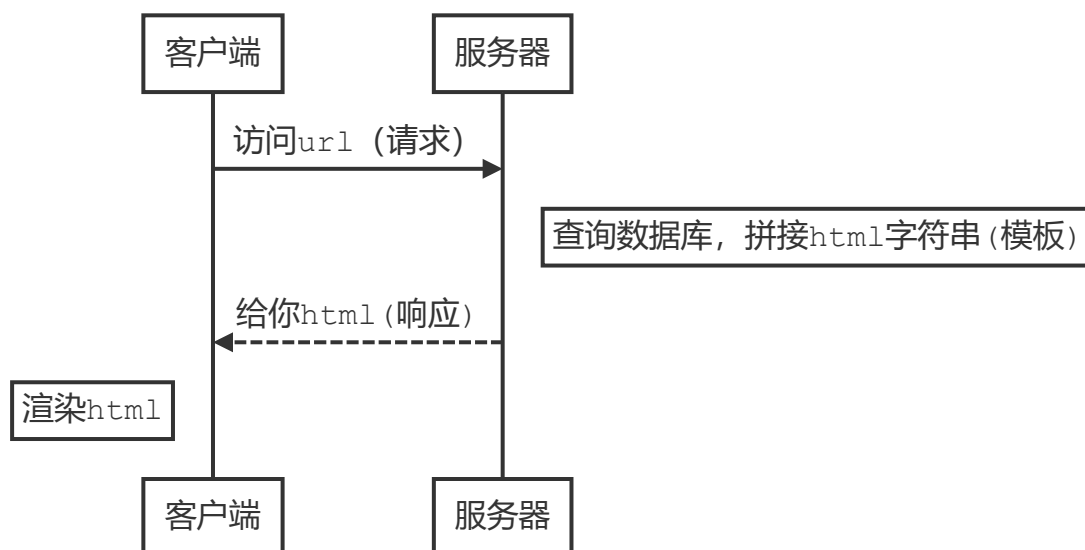 客户端
服务器
访问url（请求）
查询数据库，拼接html字符串(模板)
给你html(响应)
渲染html
客户端
服务器